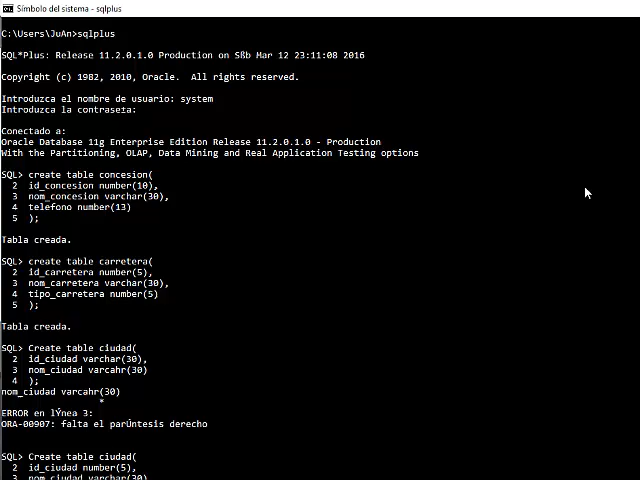 Símbolo del sistema - sqlplus
C:\Users\JuAn>sqlplus
SQL*Plus: Release 11.2.0.1.0 Production on Sßb Mar 12 23:11:08 2016
Copyright (c) 1982, 2010, Oracle.  All rights reserved.
Introduzca el nombre de usuario: system
Introduzca la contrase±a:
Conectado a:
Oracle Database 11g Enterprise Edition Release 11.2.0.1.0 - Production
With the Partitioning, OLAP, Data Mining and Real Application Testing options
SQL> create table concesion(
2  id_concesion number(10),
3  nom_concesion varchar(30),
4  telefono number(13)
5  );
Tabla creada.
SQL> create table carretera(
2  id_carretera number(5),
3  nom_carretera varchar(30),
4  tipo_carretera number(5)
5  );
Tabla creada.
SQL> Create table ciudad(
2  id_ciudad varchar(30),
3  nom_ciudad varcahr(30)
4  );
nom_ciudad varcahr(30)
*
ERROR en lÝnea 3:
ORA-00907: falta el parÚntesis derecho
SQL> Create table ciudad(
2  id_ciudad number(5),
3  nom_ciudad varchar(30)